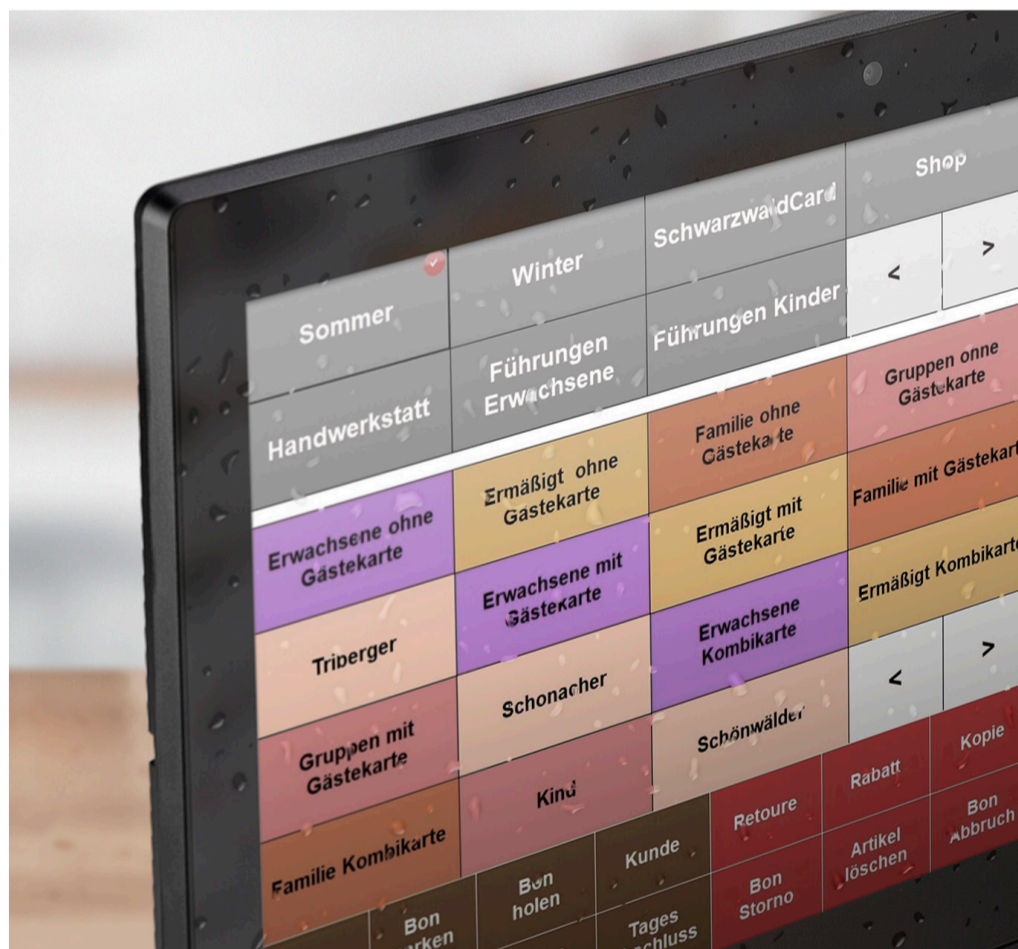 Sommer
Winter
SchwarzwaldCard
Shop
Handwerkstatt
Führungen
Erwachsene
Führungen Kinder
<
>
Erwachsene ohne
Gästekarte
Ermäßigt ohne
Gästekarte
Familie ohne
Gästekarte
Gruppen ohne
Gästekarte
Triberger
Erwachsene mit
Gästekarte
Ermäßigt mit
Gästekarte
Familie mit
Gruppen mit
Gästekarte
Schonacher
Erwachsene
Kombikarte
Ermäßigt Kombikarte
Familie Kombikarte
Kind
Schönwälder
<
>
Bon
Bon
holen
Kunde
Tages
Retoure
Rabatt
Kopie
Bon
Storno
Artikel
löschen
Bon
Abbruch